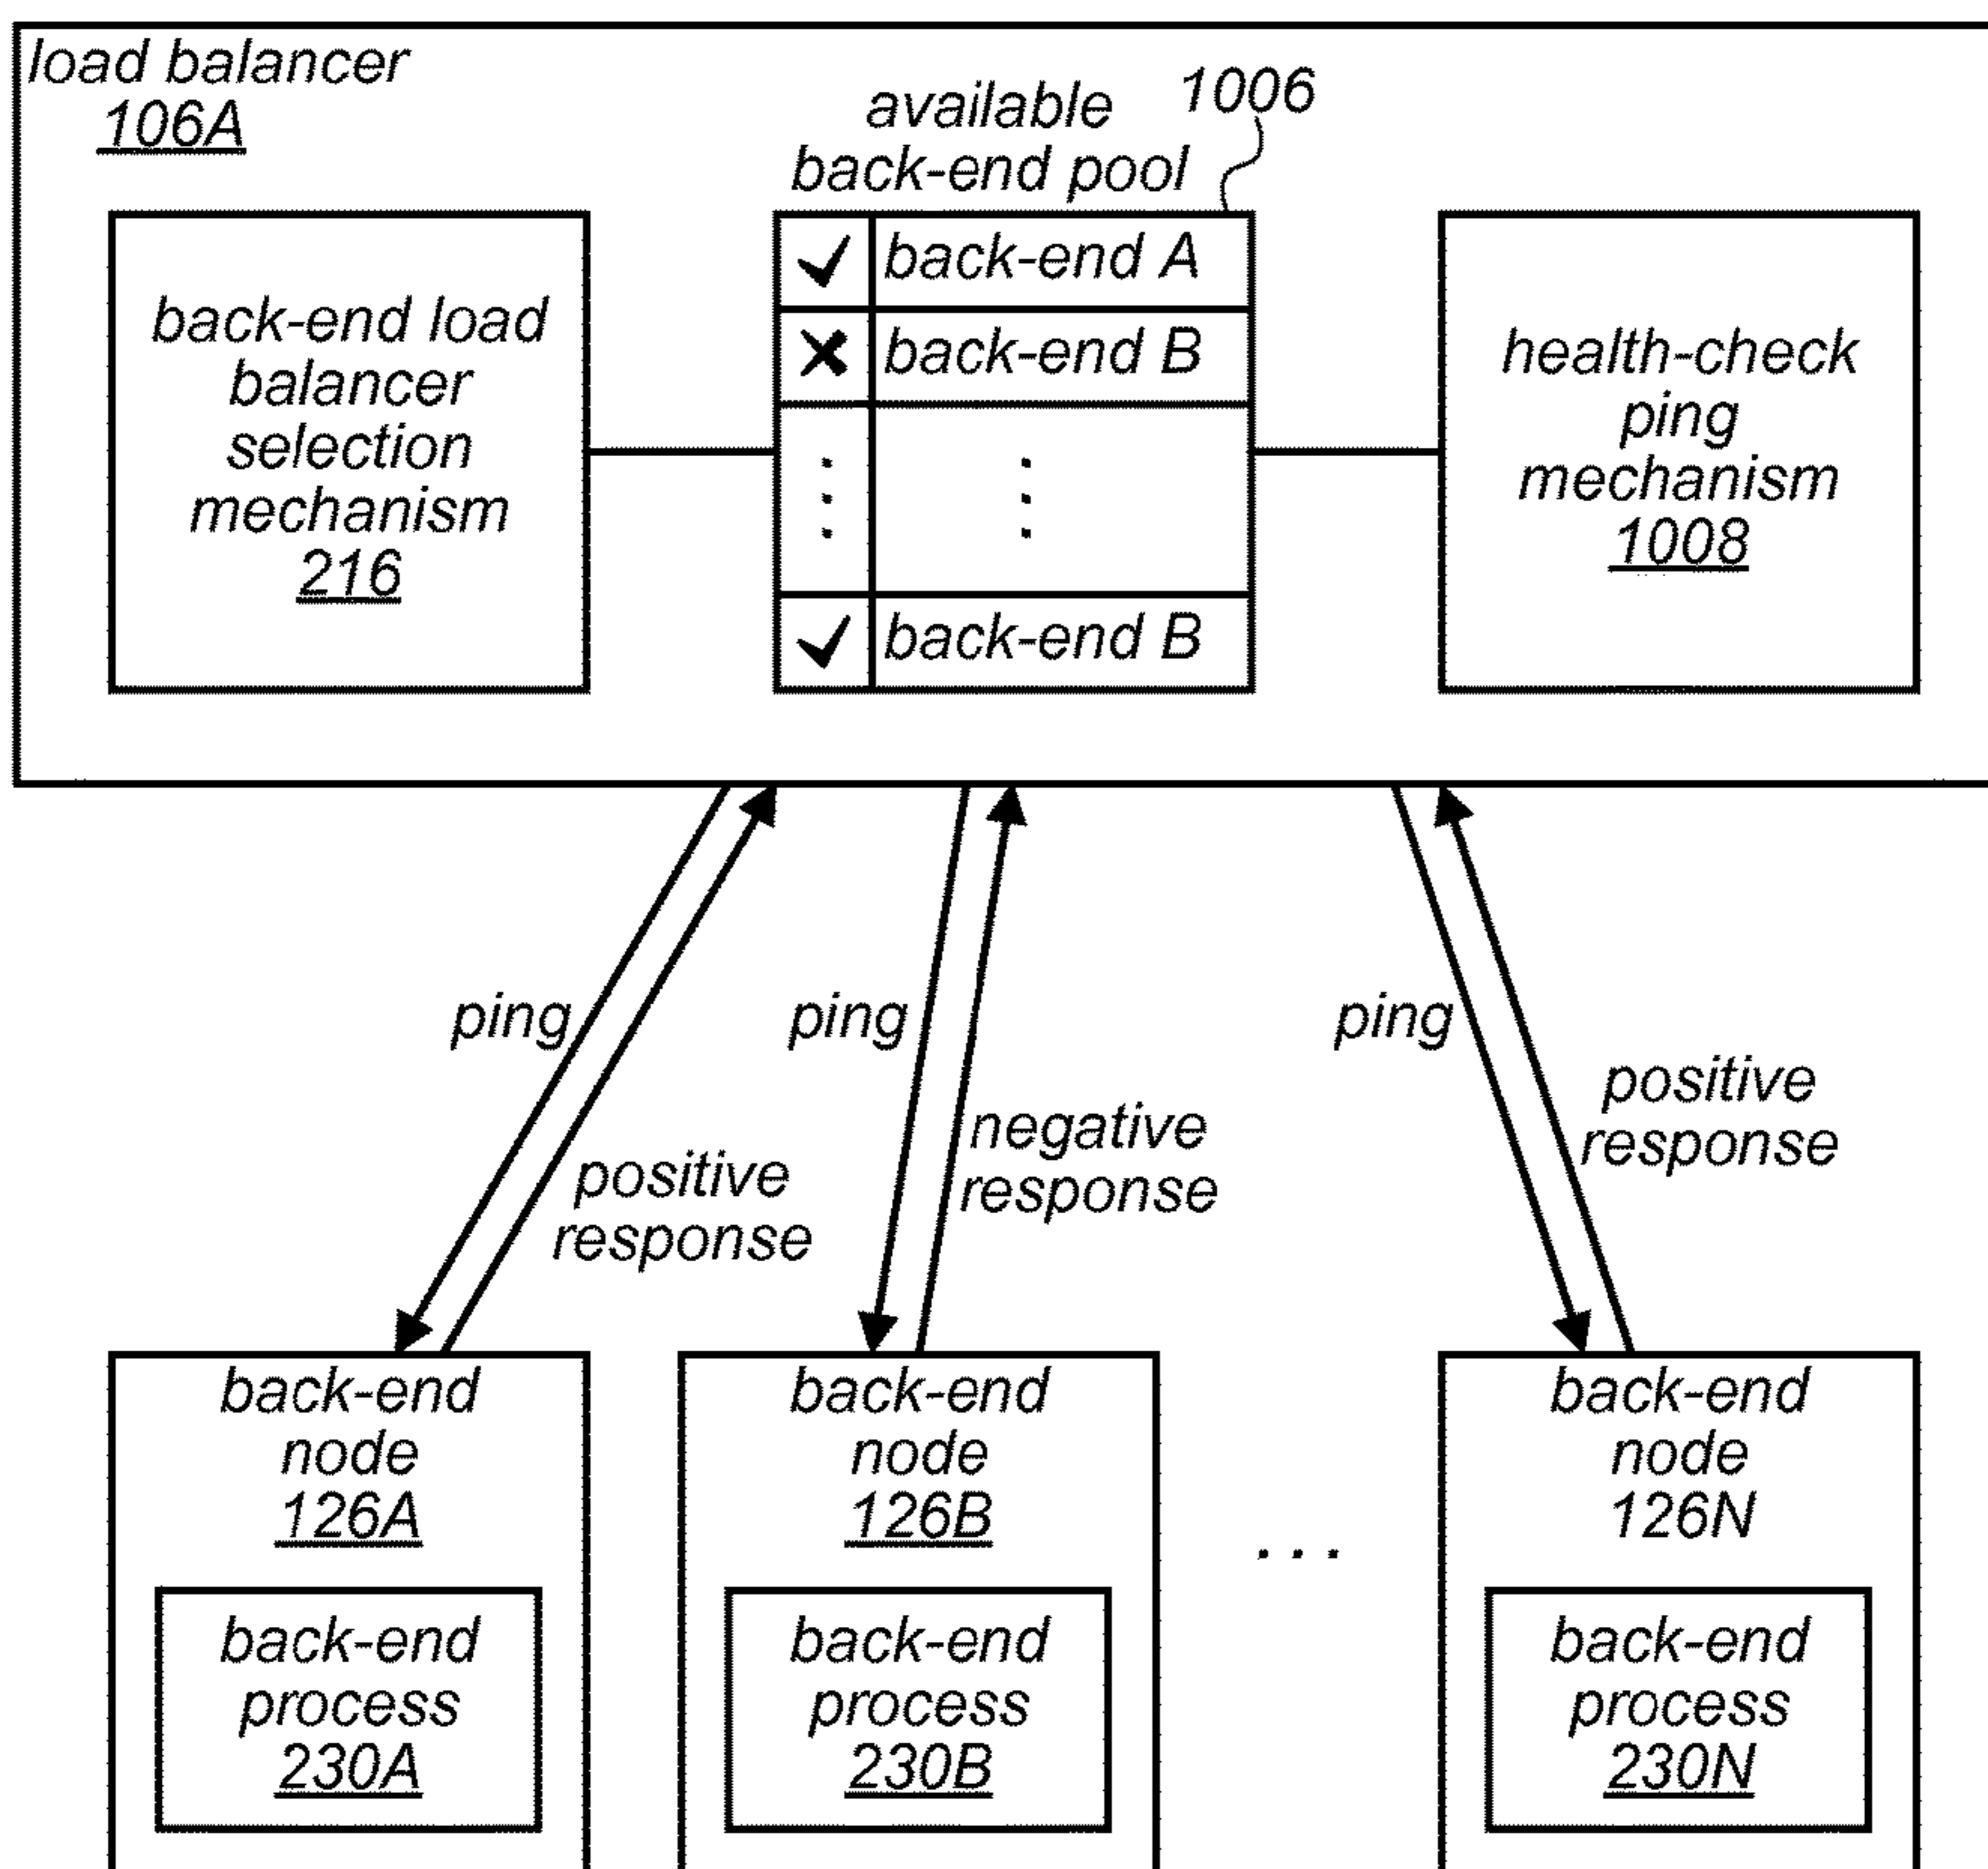 load balancer
106A
available
back-end pool
1006
back-end load
balancer
selection
mechanism
216
✓ back-end A
✕ back-end B
⋮ ⋮
✓ back-end B
health-check
ping
mechanism
1008
ping
positive
response
ping
negative
response
ping
positive
response
back-end
node
126A
back-end
process
230A
back-end
node
126B
back-end
process
230B
...
back-end
node
126N
back-end
process
230N